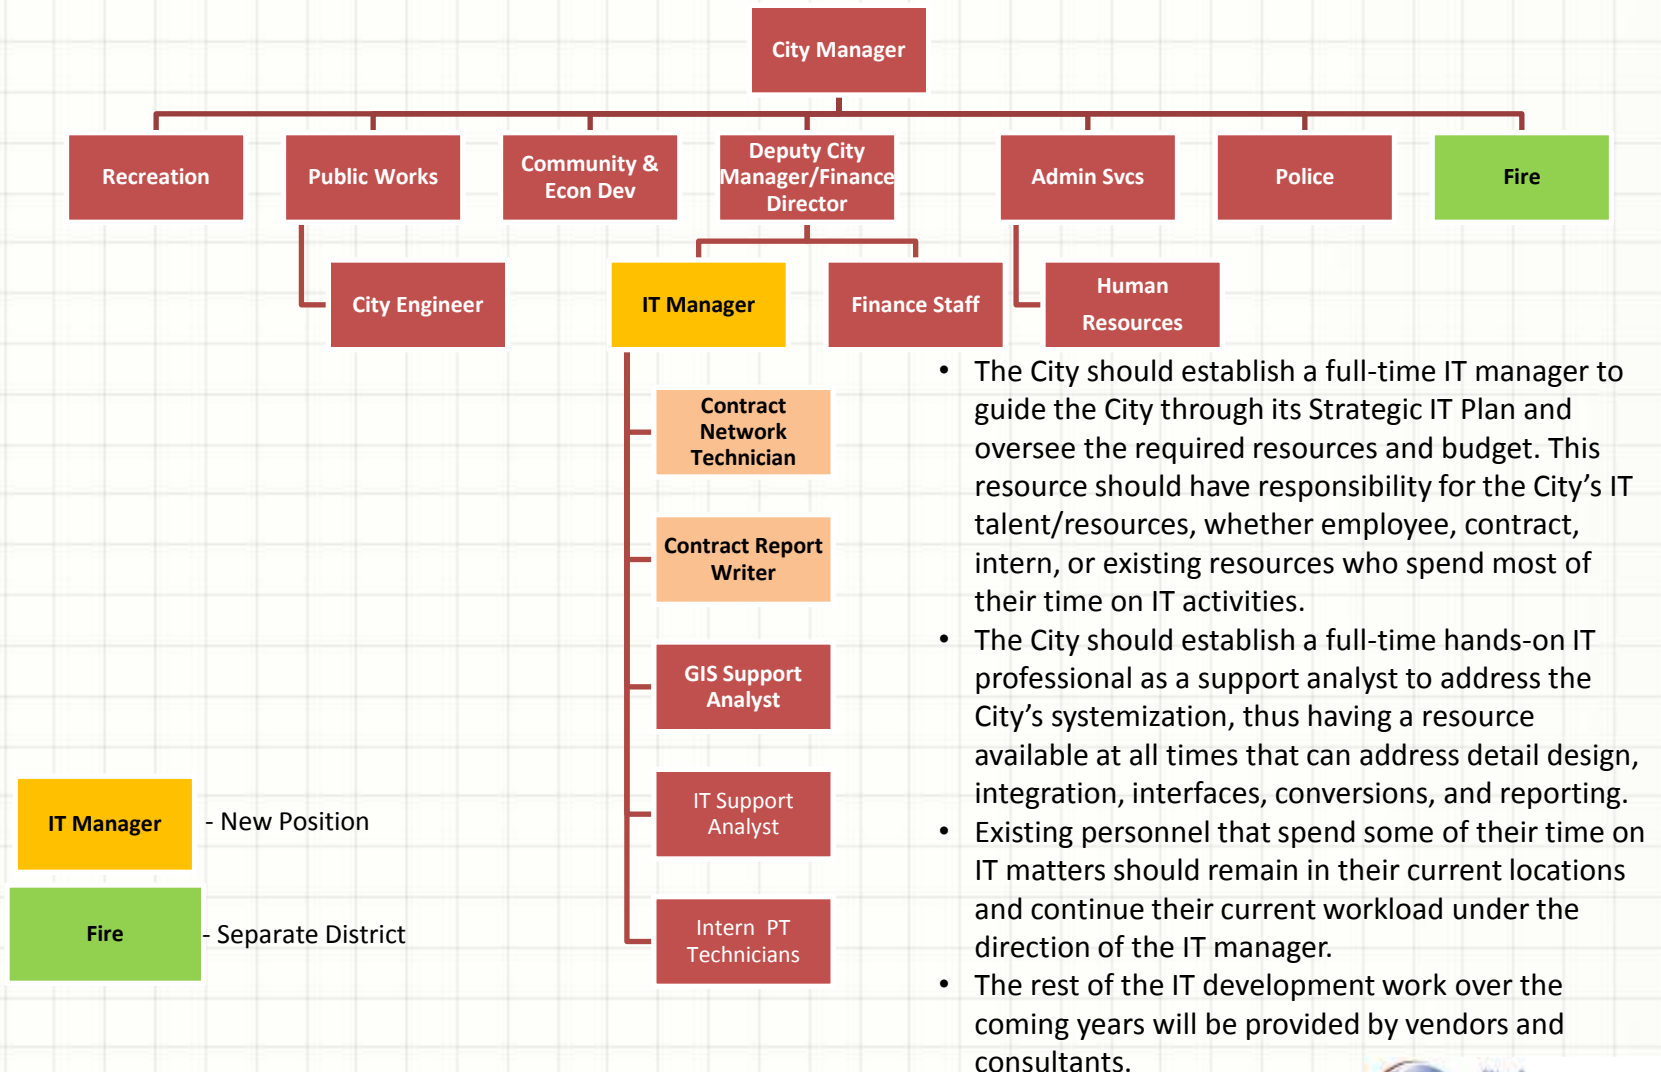 City Manager
Recreation
Public Works
Community &
Econ Dev
Deputy City
Manager/Finance
Director
Admin Svcs
Police
Fire
City Engineer
IT Manager
Finance Staff
Human
Resources
Contract
Network
Technician
Contract Report
Writer
GIS Support
Analyst
IT Support
Analyst
Intern  PT
Technicians
IT Manager
- New Position
Fire
- Separate District
• The City should establish a full-time IT manager to
guide the City through its Strategic IT Plan and
oversee the required resources and budget. This
resource should have responsibility for the City’s IT
talent/resources, whether employee, contract,
intern, or existing resources who spend most of
their time on IT activities.
• The City should establish a full-time hands-on IT
professional as a support analyst to address the
City’s systemization, thus having a resource
available at all times that can address detail design,
integration, interfaces, conversions, and reporting.
• Existing personnel that spend some of their time on
IT matters should remain in their current locations
and continue their current workload under the
direction of the IT manager.
• The rest of the IT development work over the
coming years will be provided by vendors and
consultants.